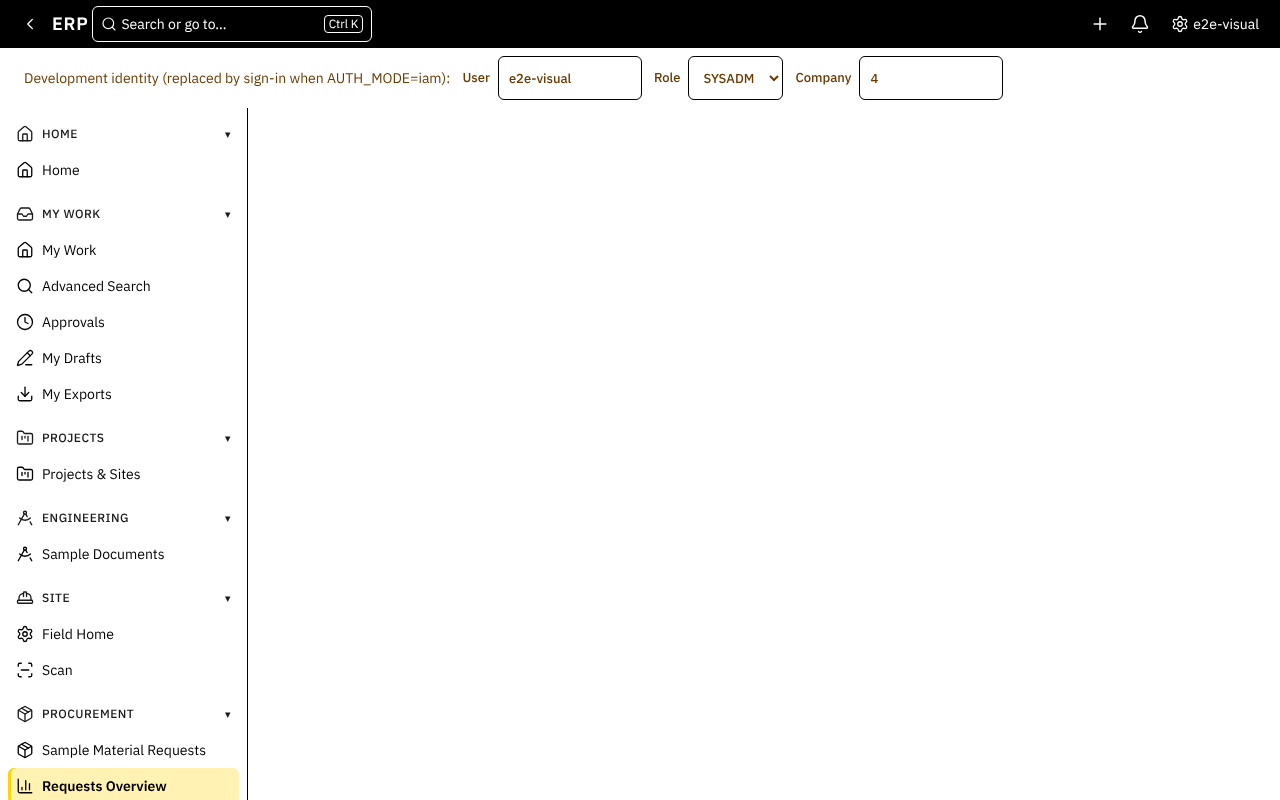 ERP Search or go to... Ctrl K e2e-visual
Development identity (replaced by sign-in when AUTH_MODE=iam): User e2e-visual Role SYSADM Company 4
HOME
Home
MY WORK
My Work
Advanced Search
Approvals
My Drafts
My Exports
PROJECTS
Projects & Sites
ENGINEERING
Sample Documents
SITE
Field Home
Scan
PROCUREMENT
Sample Material Requests
Requests Overview